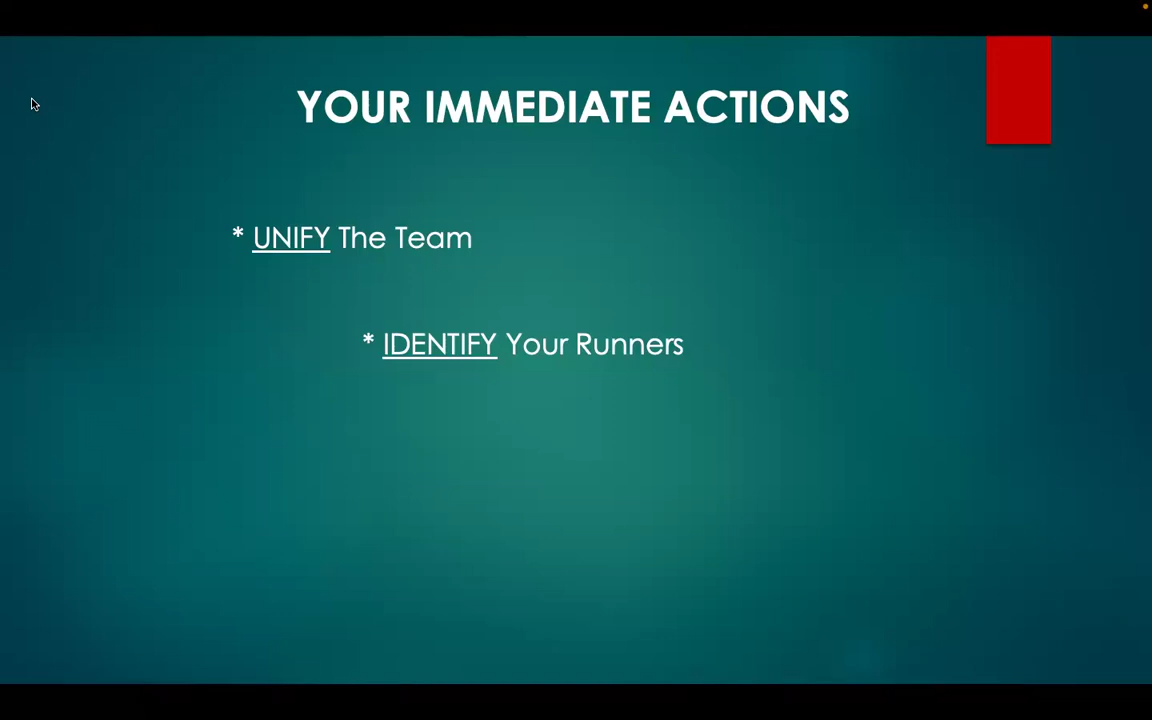 YOUR IMMEDIATE ACTIONS
* UNIFY The Team
* IDENTIFY Your Runners